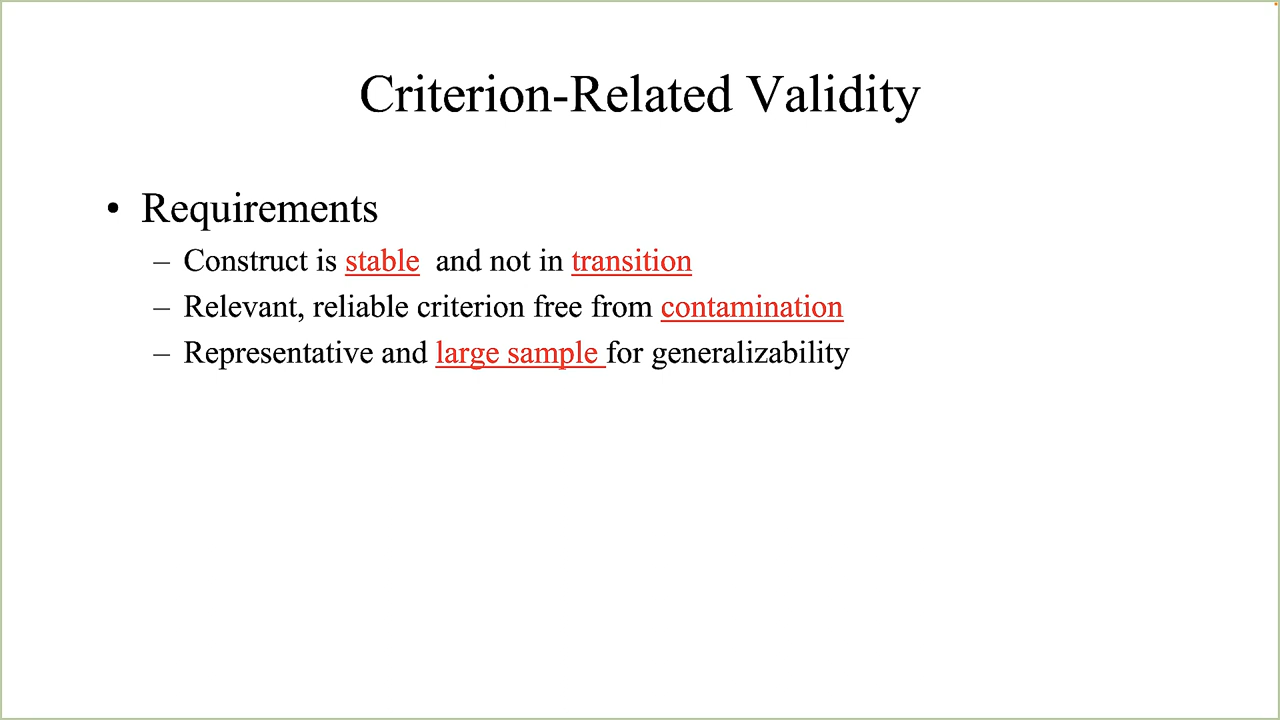 Criterion-Related Validity
• Requirements
– Construct is stable and not in transition
– Relevant, reliable criterion free from contamination
– Representative and large sample for generalizability